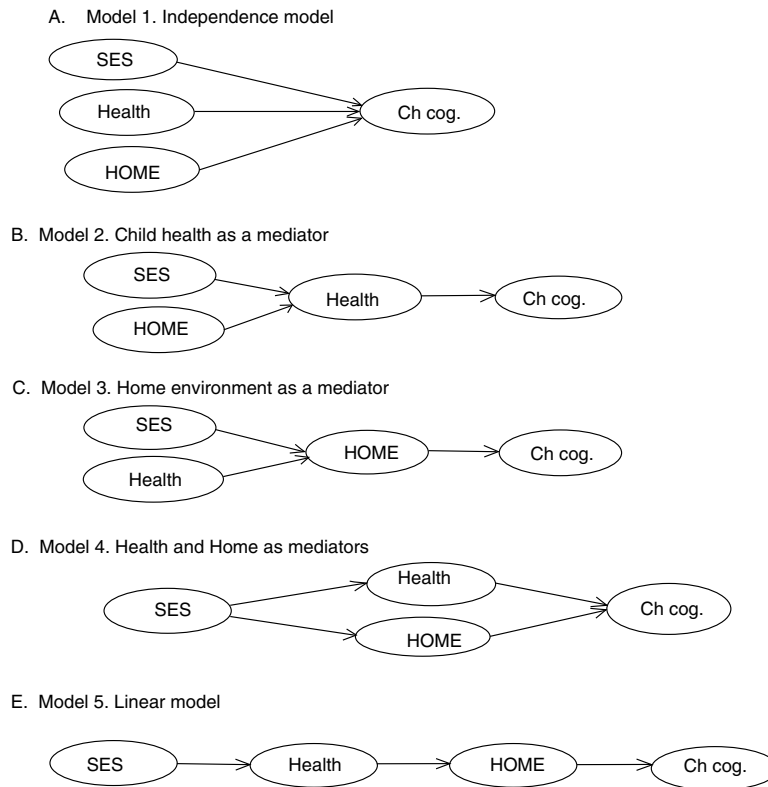 A. Model 1. Independence model
SES
Health
Ch cog.
HOME
B. Model 2. Child health as a mediator
SES
Health
Ch cog.
HOME
C. Model 3. Home environment as a mediator
SES
HOME
Ch cog.
Health
D. Model 4. Health and Home as mediators
Health
SES
Ch cog.
HOME
E. Model 5. Linear model
SES
Health
HOME
Ch cog.